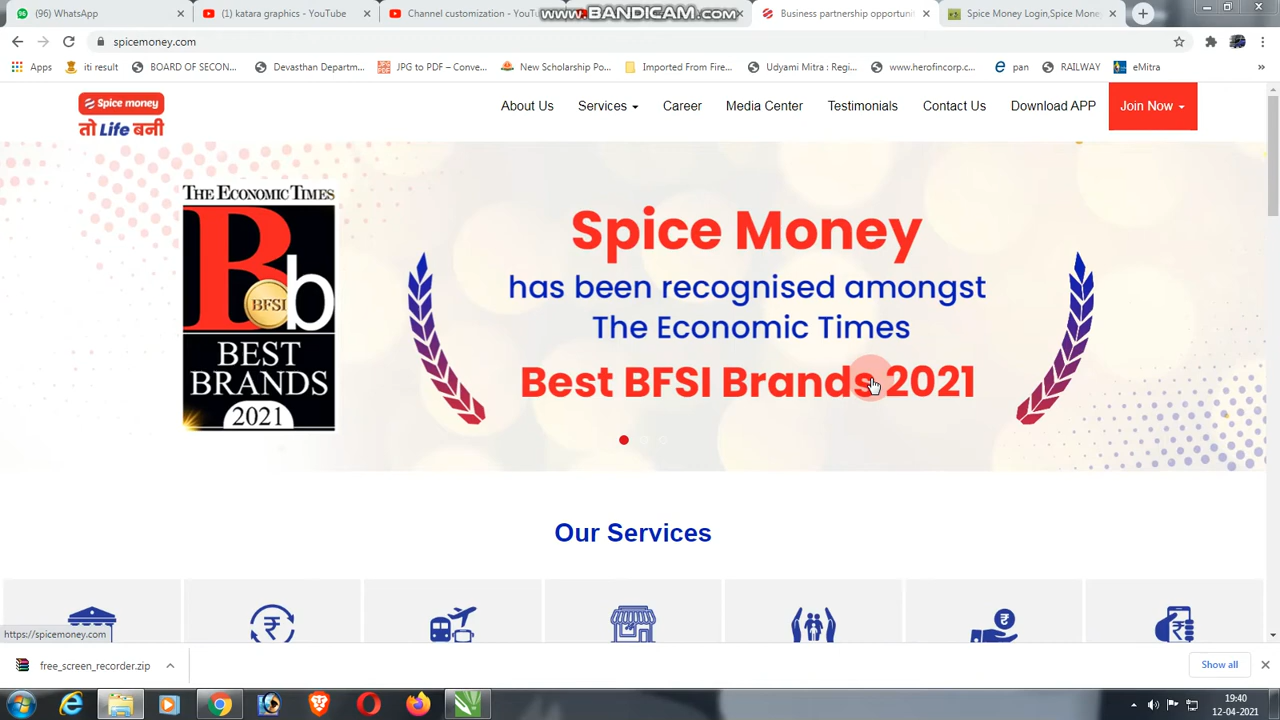 (96) WhatsApp
(1) katara graphics - YouTube
Channel customization - YouTu
WWW.BANDICAM.COM
Business partnership opportuni
Spice Money Login,Spice Mone
spicemoney.com
Apps
iti result
BOARD OF SECON...
Devasthan Departm...
JPG to PDF – Conve...
New Scholarship Po...
Imported From Fire...
Udyami Mitra : Regi...
www.herofincorp.c...
pan
RAILWAY
eMitra
»
Spice money
तो Life बनी
About Us
Services
Career
Media Center
Testimonials
Contact Us
Download APP
Join Now
THE ECONOMIC TIMES
Bb
BFSI
BEST
BRANDS
2021
Spice Money
has been recognised amongst
The Economic Times
Best BFSI Brands 2021
Our Services
https://spicemoney.com
free_screen_recorder.zip
Show all
19:40
12-04-2021